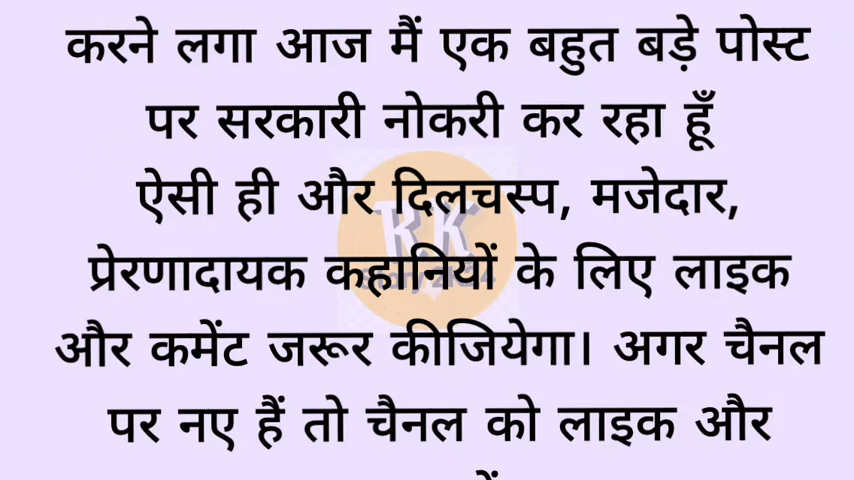 करने लगा आज मैं एक बहुत बड़े पोस्ट
पर सरकारी नोकरी कर रहा हूँ
ऐसी ही और दिलचस्प, मजेदार,
प्रेरणादायक कहानियों के लिए लाइक
और कमेंट जरूर कीजियेगा। अगर चैनल
पर नए हैं तो चैनल को लाइक और
RK